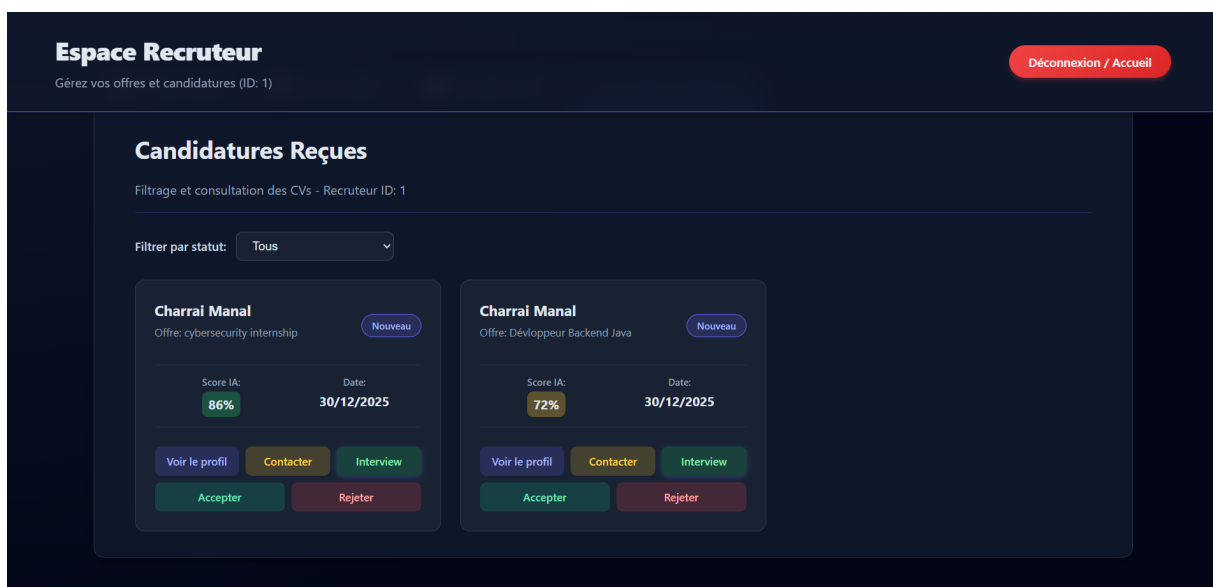 Espace Recruteur
Gérez vos offres et candidatures (ID: 1)
Déconnexion / Accueil
Candidatures Reçues
Filtrage et consultation des CVs - Recruteur ID: 1
Filtrer par statut: Tous
Charrai Manal
Offre: cybersecurity internship
Nouveau
Score IA: Date:
86% 30/12/2025
Voir le profil Contacter Interview
Accepter Rejeter
Charrai Manal
Offre: Dévloppeur Backend Java
Nouveau
Score IA: Date:
72% 30/12/2025
Voir le profil Contacter Interview
Accepter Rejeter